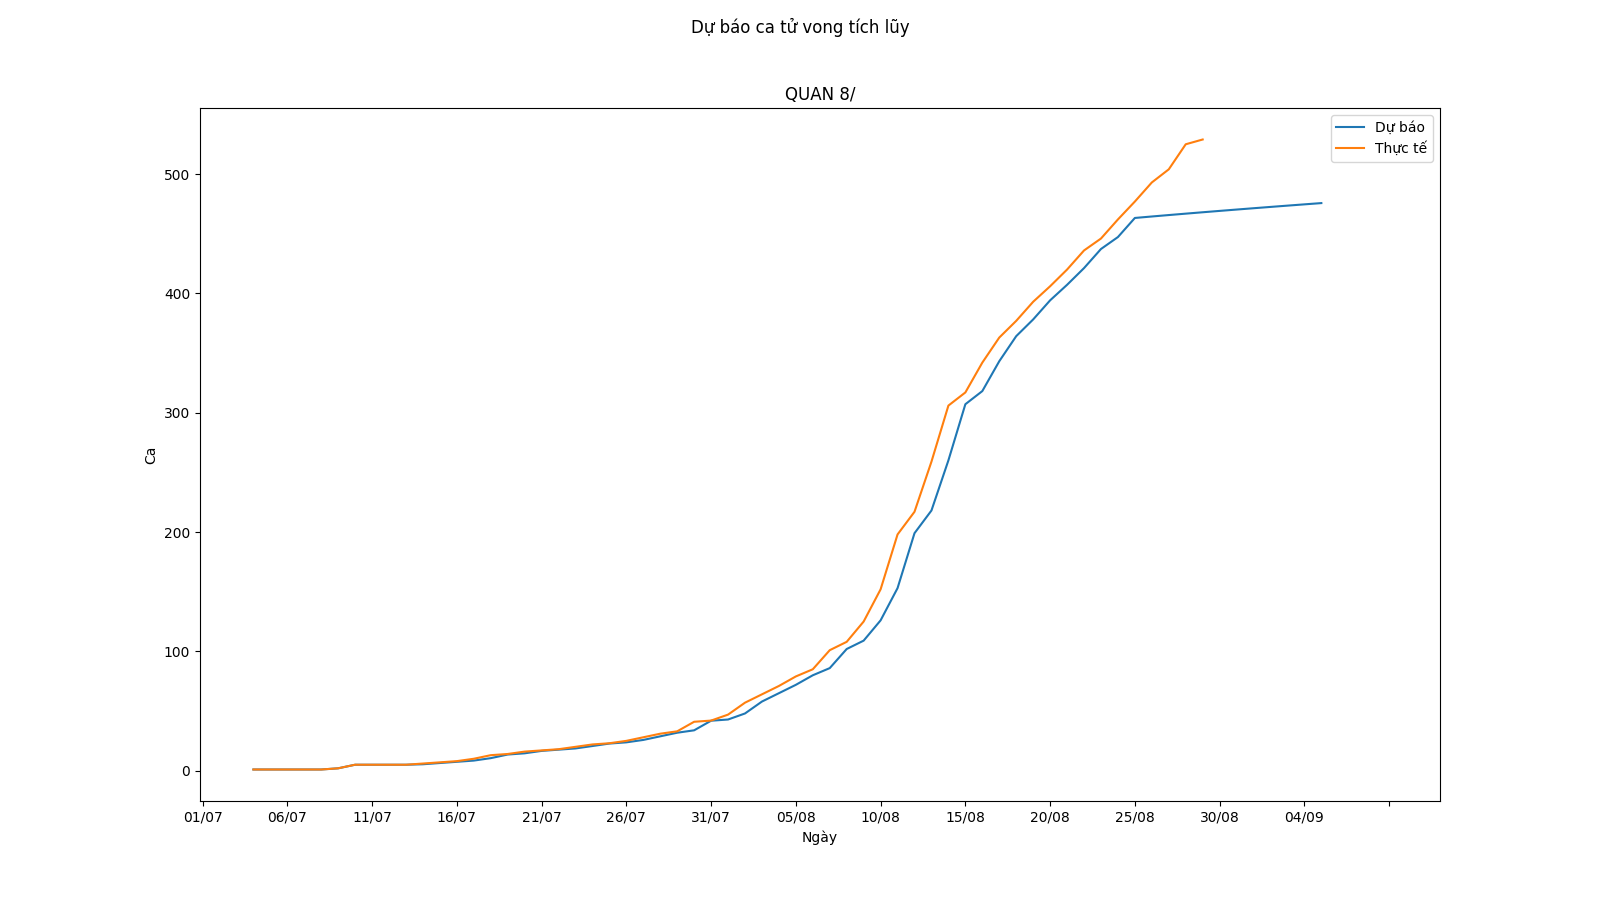 Dự báo ca tử vong tích lũy
QUAN 8/
Dự báo
Thực tế
500
400
300
200
100
0
Ca
01/07 06/07 11/07 16/07 21/07 26/07 31/07 05/08 10/08 15/08 20/08 25/08 30/08 04/09
Ngày